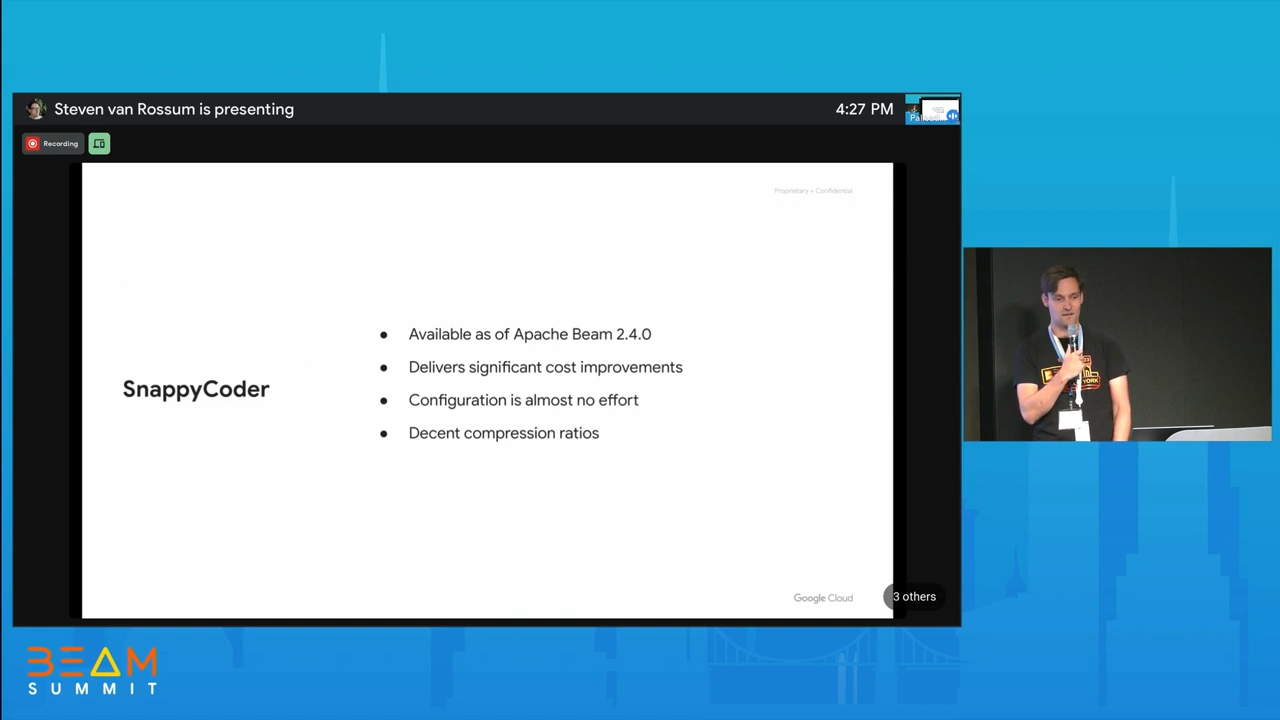 Steven van Rossum is presenting
4:27 PM
Recording
Proprietary + Confidential
SnappyCoder
● Available as of Apache Beam 2.4.0
● Delivers significant cost improvements
● Configuration is almost no effort
● Decent compression ratios
Google Cloud
3 others
BEAM
SUMMIT